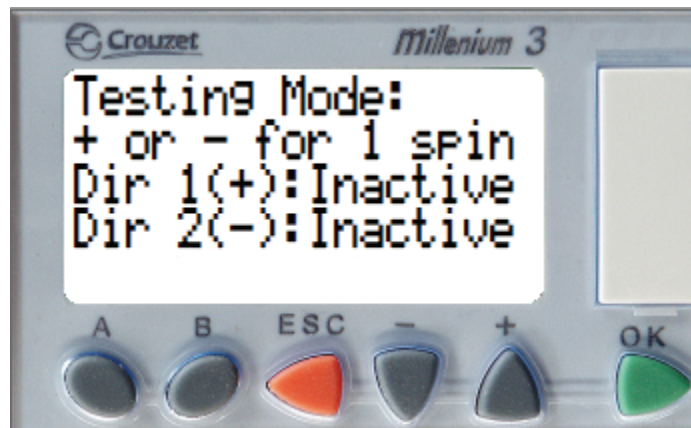 Crouzet Millenium 3
Testing Mode:
+ or - for 1 spin
Dir 1(+):Inactive
Dir 2(-):Inactive
A B ESC - + OK